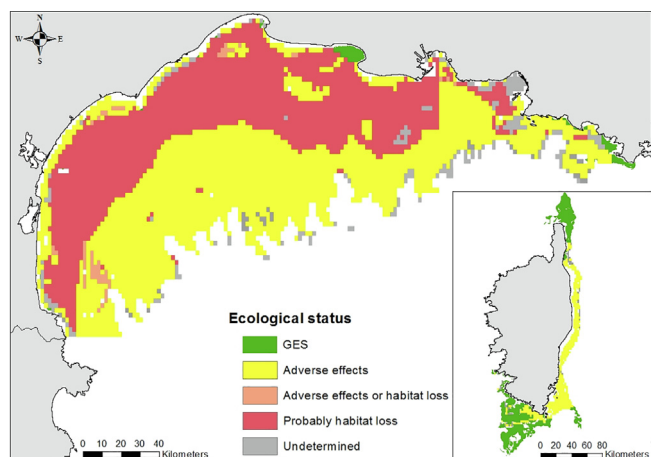 N
W E
S
Ecological status
GES
Adverse effects
Adverse effects or habitat loss
Probably habitat loss
Undetermined
0 10 20 30 40
Kilometers
0 20 40 60 80
Kilometers